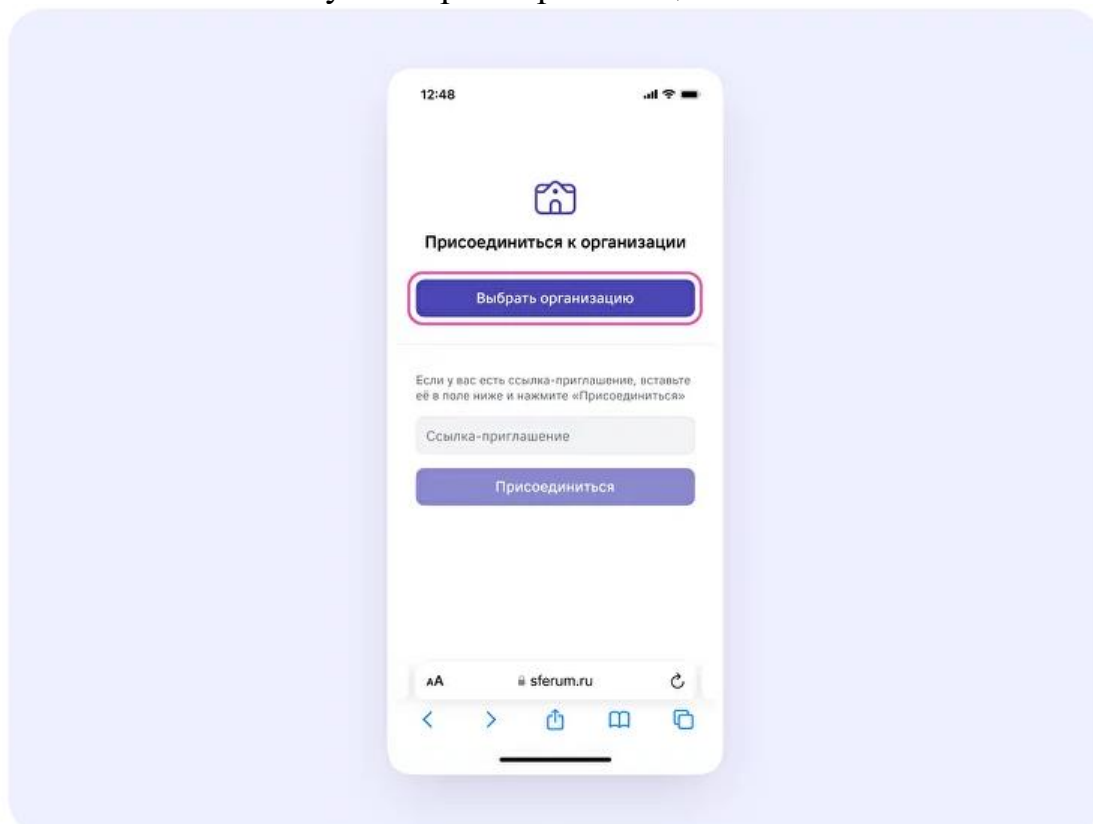 12:48
Присоединиться к организации
Выбрать организацию
Если у вас есть ссылка-приглашение, вставьте
её в поле ниже и нажмите «Присоединиться»
Ссылка-приглашение
Присоединиться
AA sferum.ru